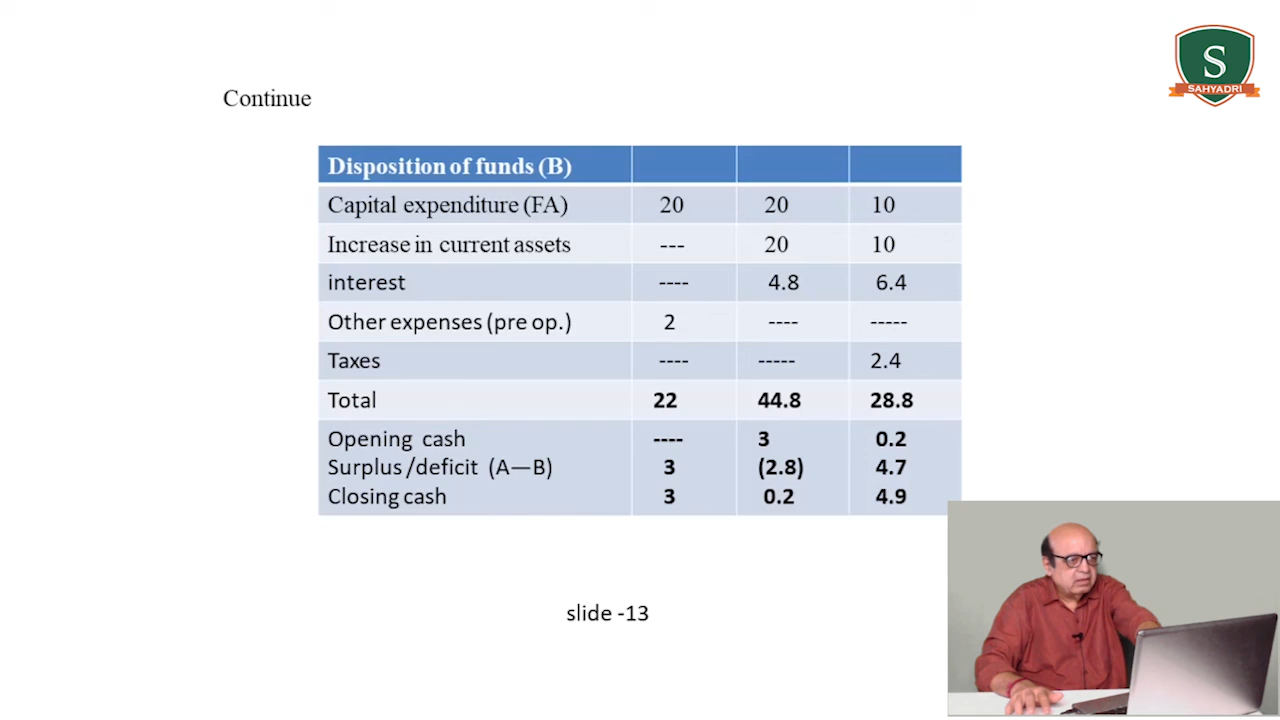 S
SAHYADRI
Continue
Disposition of funds (B)
Capital expenditure (FA) 20 20 10
Increase in current assets --- 20 10
interest ---- 4.8 6.4
Other expenses (pre op.) 2 ---- -----
Taxes ---- ----- 2.4
Total 22 44.8 28.8
Opening cash ---- 3 0.2
Surplus /deficit (A—B) 3 (2.8) 4.7
Closing cash 3 0.2 4.9
slide -13